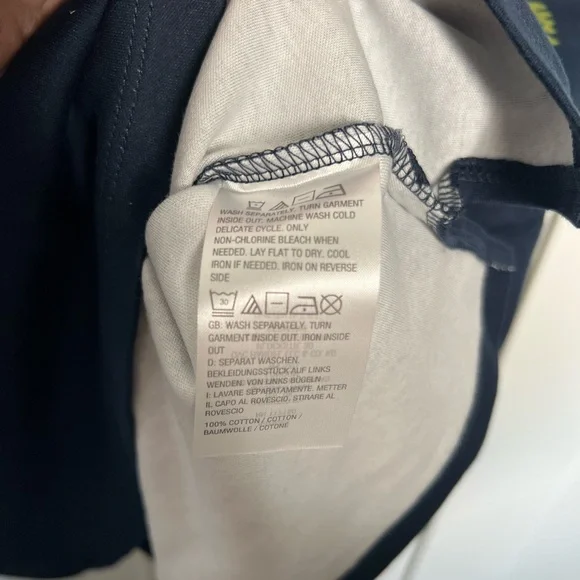 WASH SEPARATELY. TURN GARMENT
INSIDE OUT. MACHINE WASH COLD
DELICATE CYCLE. ONLY
NON-CHLORINE BLEACH WHEN
NEEDED. LAY FLAT TO DRY. COOL
IRON IF NEEDED. IRON ON REVERSE
SIDE
30
GB: WASH SEPARATELY. TURN
GARMENT INSIDE OUT. IRON INSIDE
OUT
D: SEPARAT WASCHEN.
BEKLEIDUNGSSTÜCK AUF LINKS
WENDEN: VON LINKS BÜGELN
I: LAVARE SEPARATAMENTE. METTER
IL CAPO AL ROVESCIO. STIRARE AL
ROVESCIO
100% COTTON / COTTON /
BAUMWOLLE / COTONE